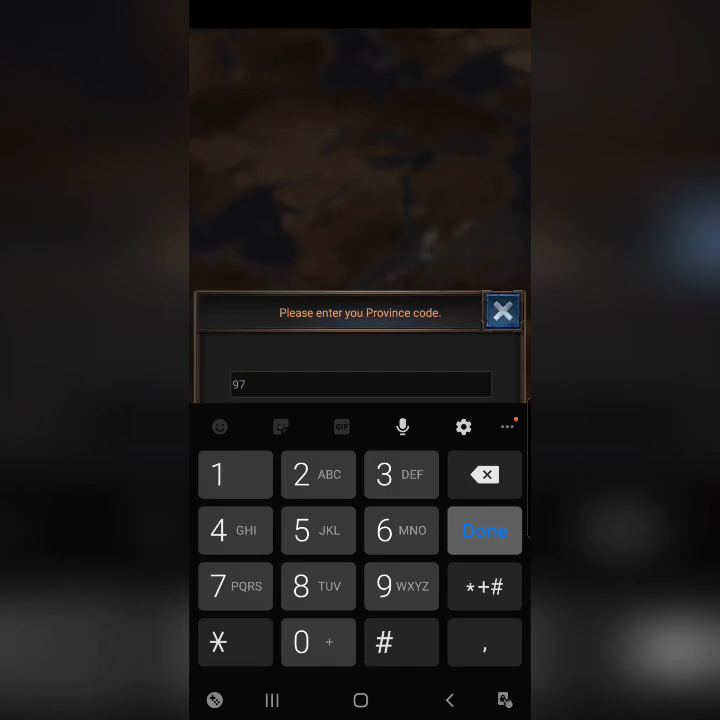 Please enter you Province code.
97
GIF
1
2 ABC
3 DEF
4 GHI
5 JKL
6 MNO
Done
7 PQRS
8 TUV
9 WXYZ
*+#
*
0 +
#
,